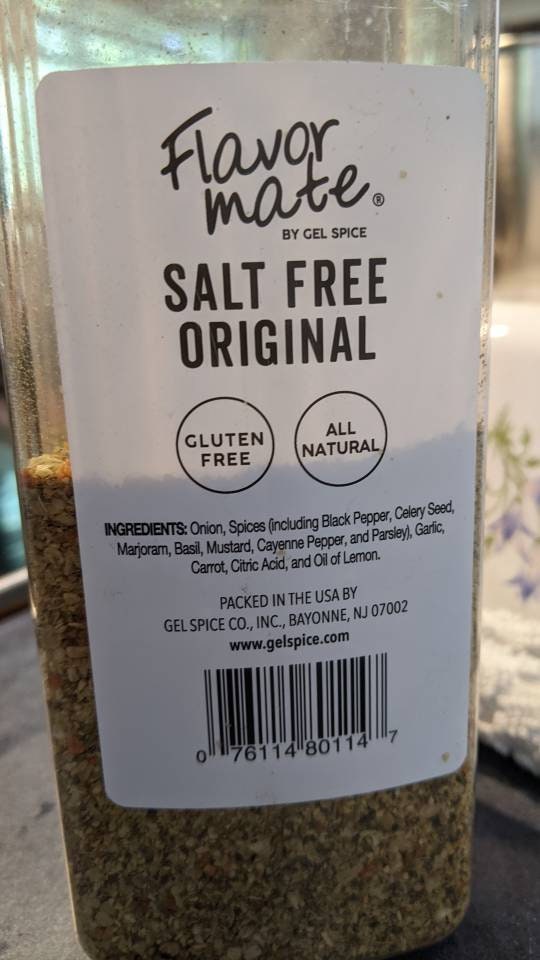 Flavor
mate®
BY GEL SPICE
SALT FREE
ORIGINAL
GLUTEN
FREE
ALL
NATURAL
INGREDIENTS: Onion, Spices (including Black Pepper, Celery Seed,
Marjoram, Basil, Mustard, Cayenne Pepper, and Parsley), Garlic,
Carrot, Citric Acid, and Oil of Lemon.
PACKED IN THE USA BY
GEL SPICE CO., INC., BAYONNE, NJ 07002
www.gelspice.com
0 76114 80114 7